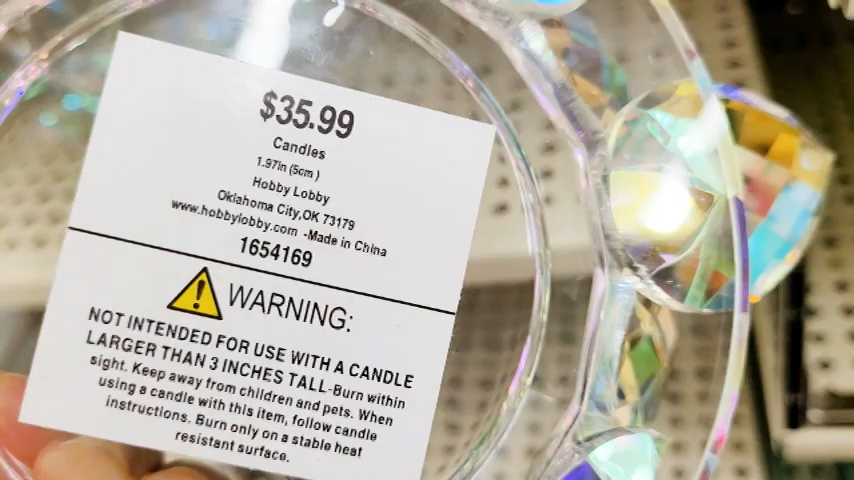 $35.99
Candles
1.97in (5cm)
Hobby Lobby
Oklahoma City,OK 73179
www.hobbylobby.com -Made in China
1654169
WARNING:
NOT INTENDED FOR USE WITH A CANDLE
LARGER THAN 3 INCHES TALL-Burn within
sight. Keep away from children and pets. When
using a candle with this item, follow candle
instructions. Burn only on a stable heat
resistant surface.